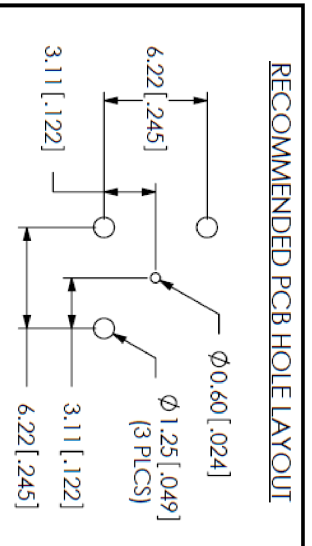 RECOMMENDED PCB HOLE LAYOUT
6.22 [.245]
3.11 [.122]
Ø0.60 [.024]
Ø1.25 [.049]
(3 PLCS)
3.11 [.122]
6.22 [.245]